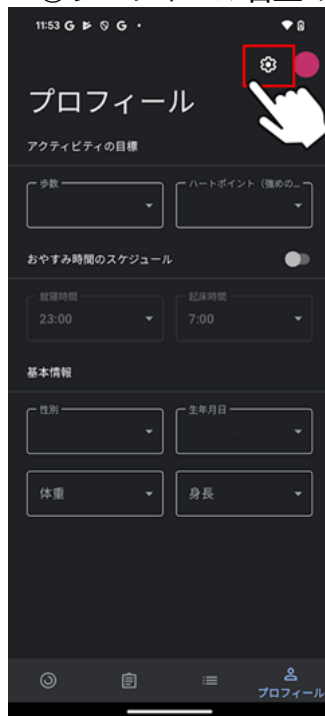 11:53 G G
プロフィール
アクティビティの目標
歩数
ハートポイント（強めの…
おやすみ時間のスケジュール
就寝時間
起床時間
23:00
7:00
基本情報
性別
生年月日
体重
身長
プロフィール